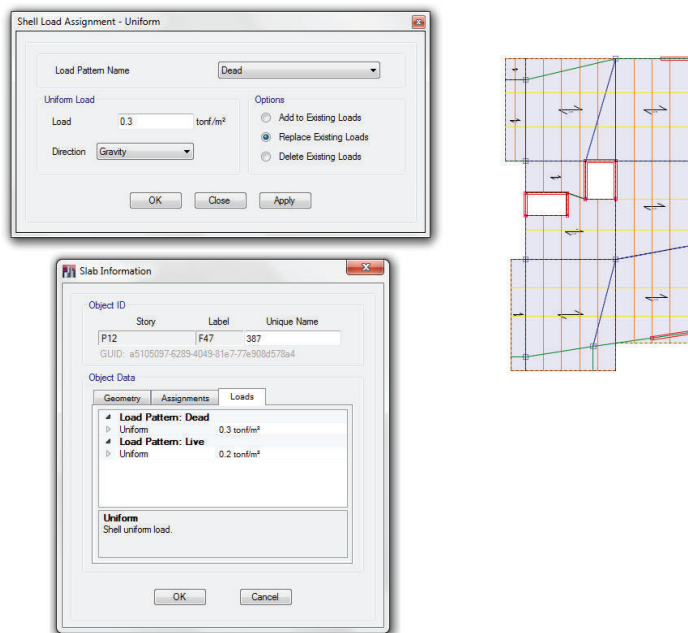 Shell Load Assignment - Uniform
Load Pattern Name Dead
Uniform Load
Load 0.3 tonf/m²
Direction Gravity
Options
Add to Existing Loads
Replace Existing Loads
Delete Existing Loads
OK Close Apply
Slab Information
Object ID
Story Label Unique Name
P12 F47 387
GUID: a5105097-6289-4049-81e7-77e908d578a4
Object Data
Geometry Assignments Loads
Load Pattern: Dead
Uniform 0.3 tonf/m²
Load Pattern: Live
Uniform 0.2 tonf/m²
Uniform
Shell uniform load.
OK Cancel